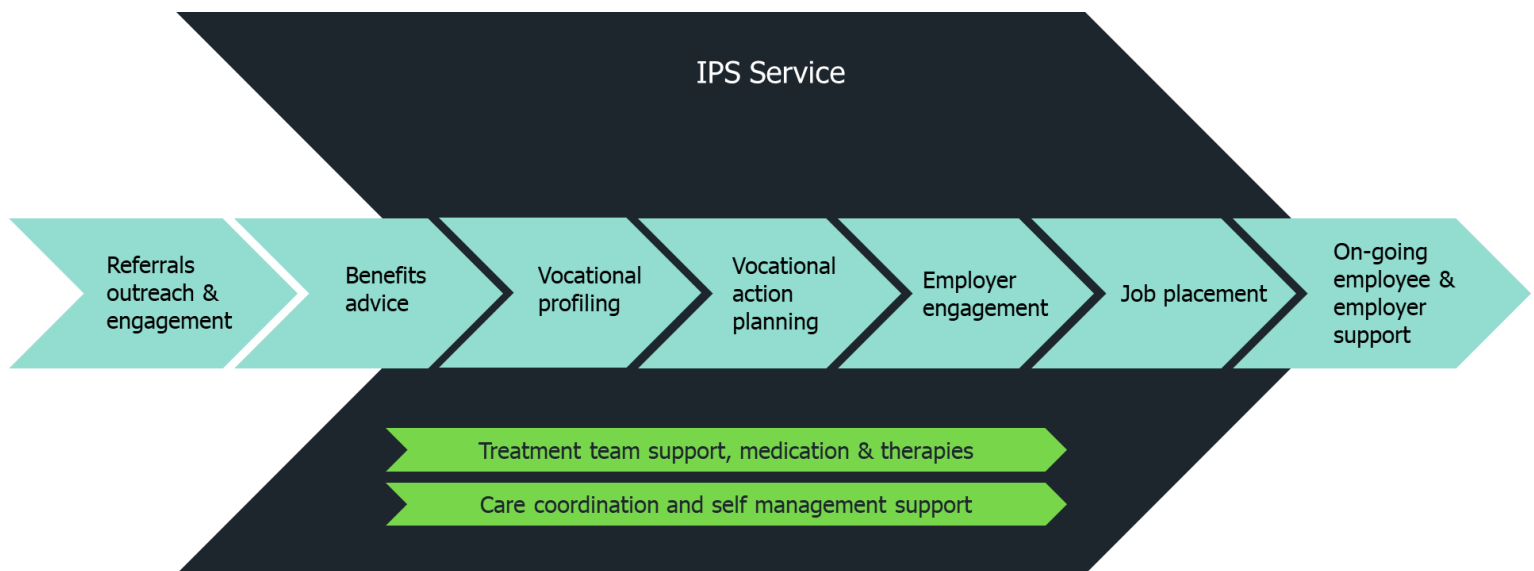 IPS Service
Referrals
outreach &
engagement
Benefits
advice
Vocational
profiling
Vocational
action
planning
Employer
engagement
Job placement
On-going
employee &
employer
support
Treatment team support, medication & therapies
Care coordination and self management support